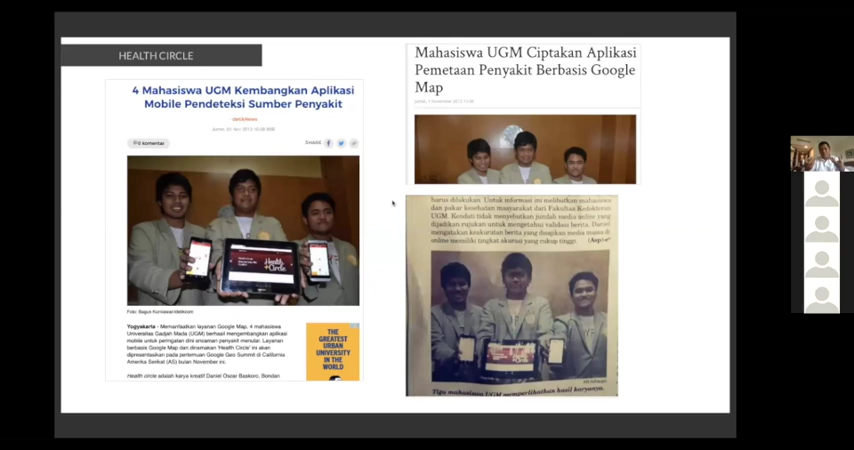 HEALTH CIRCLE
4 Mahasiswa UGM Kembangkan Aplikasi
Mobile Pendeteksi Sumber Penyakit
- detikNews
0 komentar
SHARE
Foto: Bagus Kurniawan/detikcom
Yogyakarta - Memanfaatkan layanan Google Map, 4 mahasiswa
Universitas Gadjah Mada (UGM) berhasil mengembangkan aplikasi
mobile untuk peringatan dini ancaman penyakit menular. Layanan
berbasis Google Map dan dinamakan 'Health Circle' ini akan
dipresentasikan pada pertemuan Google Geo Summit di California
Amerika Serikat (AS) bulan November ini.
Health circle adalah karya kreatif Daniel Oscar Baskoro, Bondan
THE
GREATEST
URBAN
UNIVERSITY
IN THE
WORLD
Health
Circle
Mahasiswa UGM Ciptakan Aplikasi
Pemetaan Penyakit Berbasis Google
Map
harus dilakukan. Untuk informasi ini melibatkan mahasiswa
dan pakar kesehatan masyarakat dari Fakultas Kedokteran
UGM. Kendati tidak menyebutkan jumlah media online yang
dijadikan rujukan untuk mengetahui validasi berita, Daniel
mengatakan keakuratan berita yang disajikan media massa di
online memiliki tingkat akurasi yang cukup tinggi.
Tiga mahasiswa UGM memperlihatkan hasil karyanya.